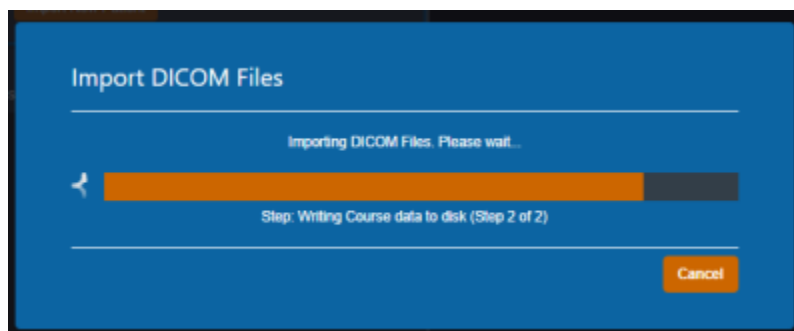 Import DICOM Files
Importing DICOM Files. Please wait...
Step: Writing Course data to disk (Step 2 of 2)
Cancel